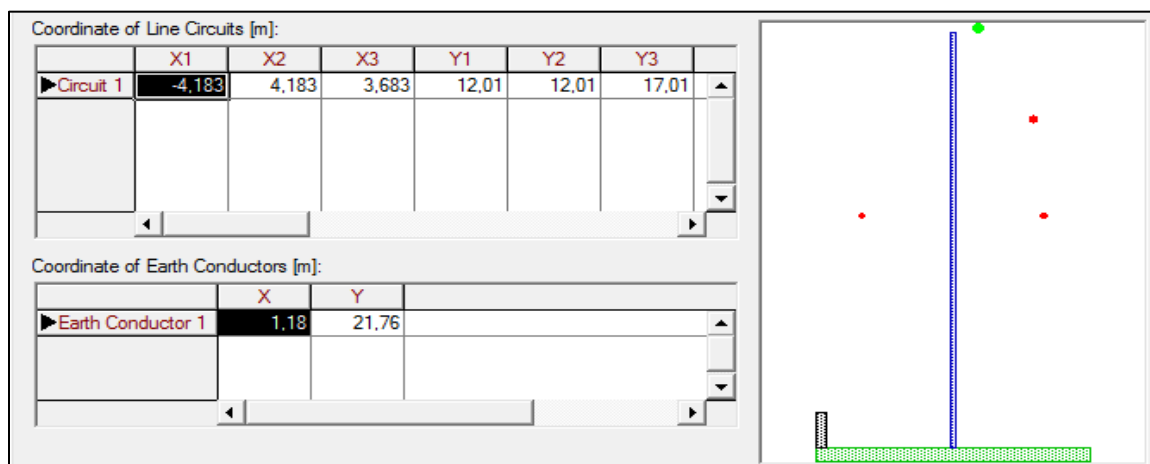 Coordinate of Line Circuits [m]:
X1 X2 X3 Y1 Y2 Y3
Circuit 1 -4,183 4,183 3,683 12,01 12,01 17,01
Coordinate of Earth Conductors [m]:
X Y
Earth Conductor 1 1,18 21,76